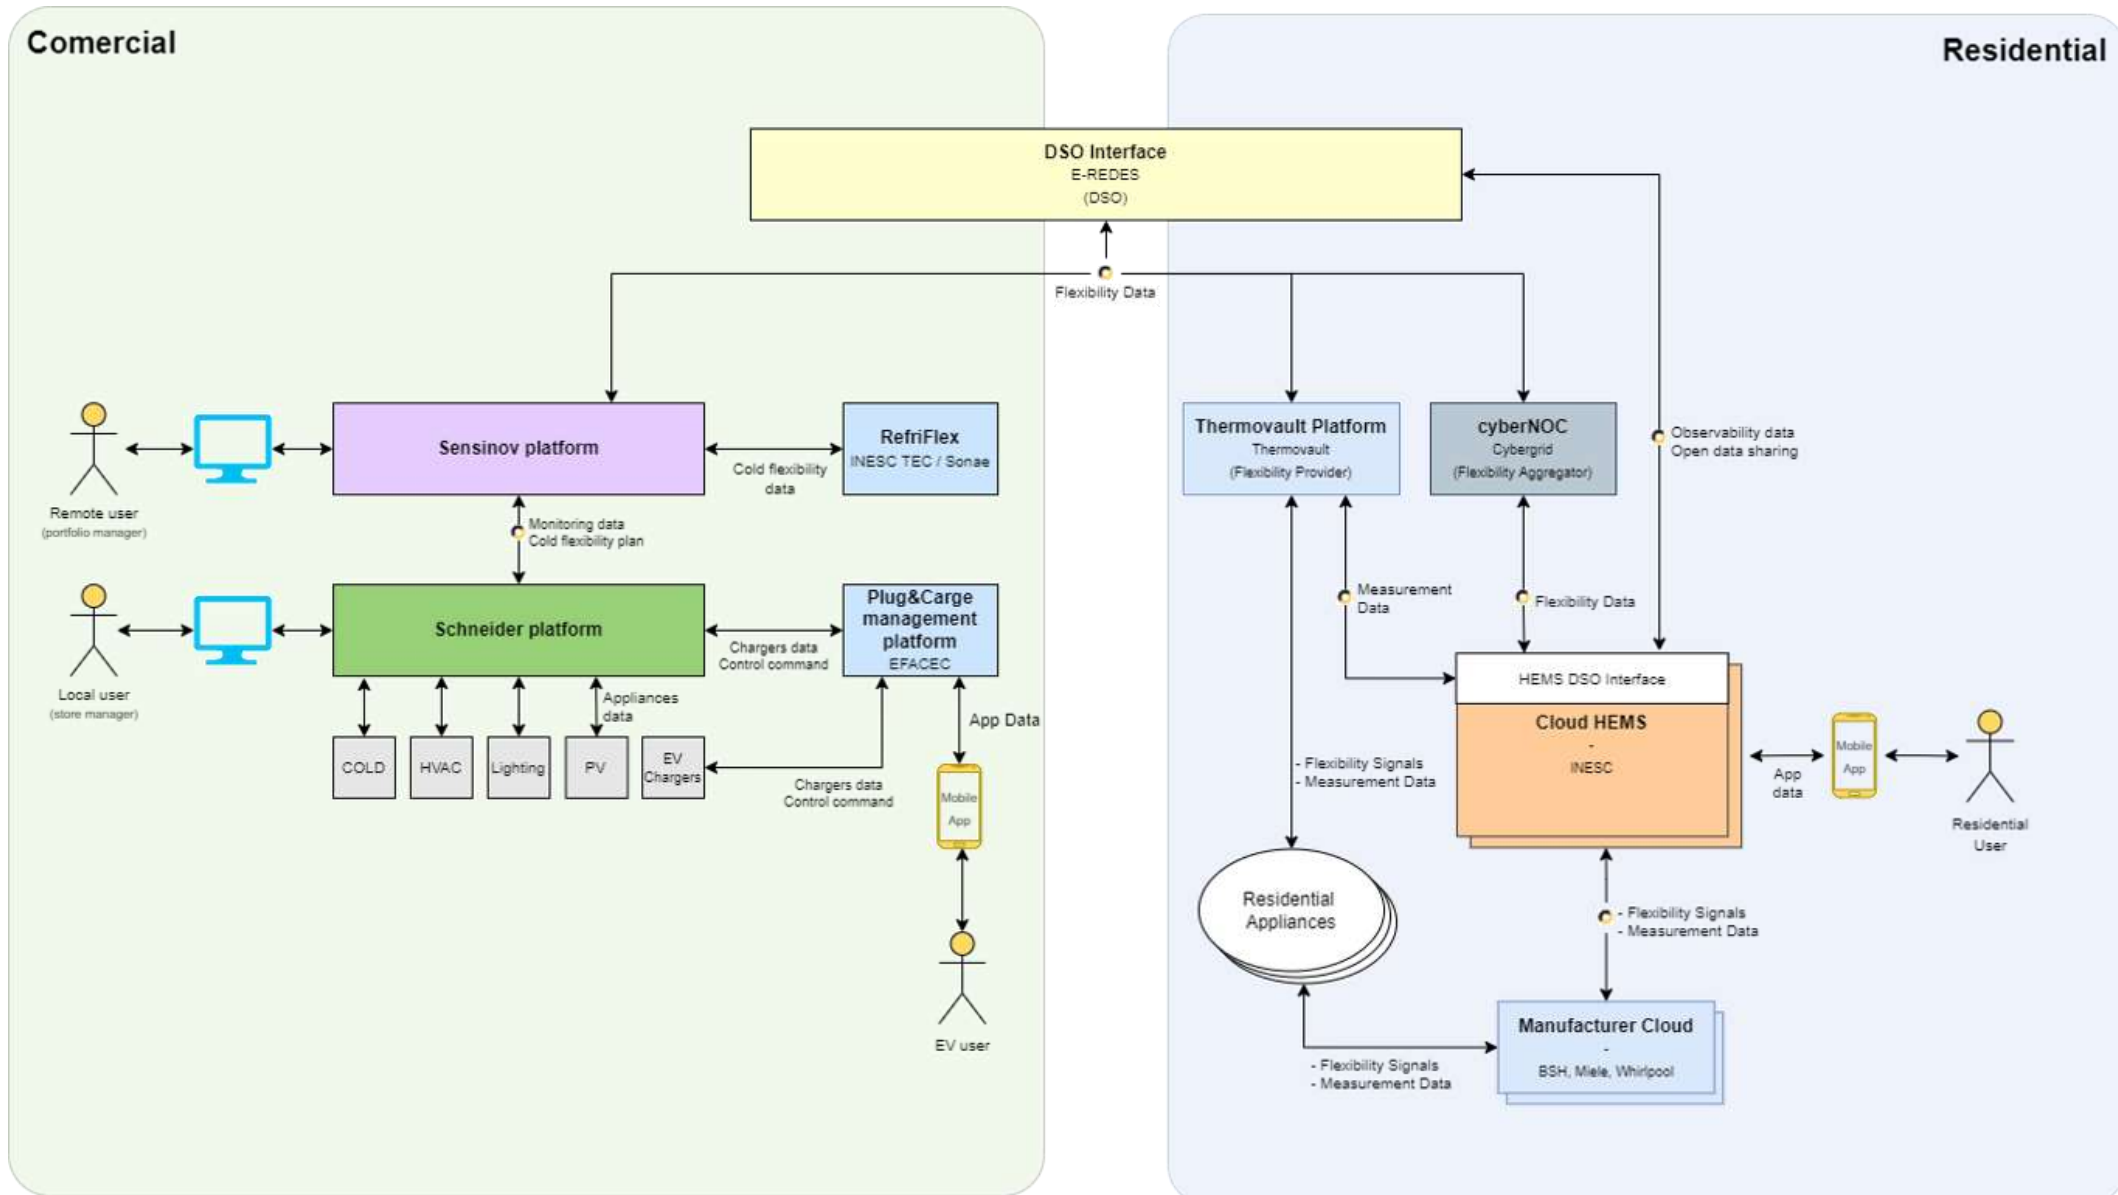 Comercial
Residential
DSO Interface
E-REDES
(DSO)
Flexibility Data
Remote user
(portfolio manager)
Sensinov platform
Cold flexibility
data
RefriFlex
INESC TEC / Sonae
Monitoring data
Cold flexibility plan
Local user
(store manager)
Schneider platform
Chargers data
Control command
Plug&Carge
management
platform
EFACEC
Appliances
data
COLD
HVAC
Lighting
PV
EV
Chargers
Chargers data
Control command
App Data
Mobile
App
EV user
Thermovault Platform
Thermovault
(Flexibility Provider)
cyberNOC
Cybergrid
(Flexibility Aggregator)
Observability data
Open data sharing
Measurement
Data
Flexibility Data
HEMS DSO Interface
Cloud HEMS
-
INESC
App
data
Mobile
App
Residential
User
- Flexibility Signals
- Measurement Data
Residential
Appliances
- Flexibility Signals
- Measurement Data
Manufacturer Cloud
-
BSH, Miele, Whirlpool
- Flexibility Signals
- Measurement Data